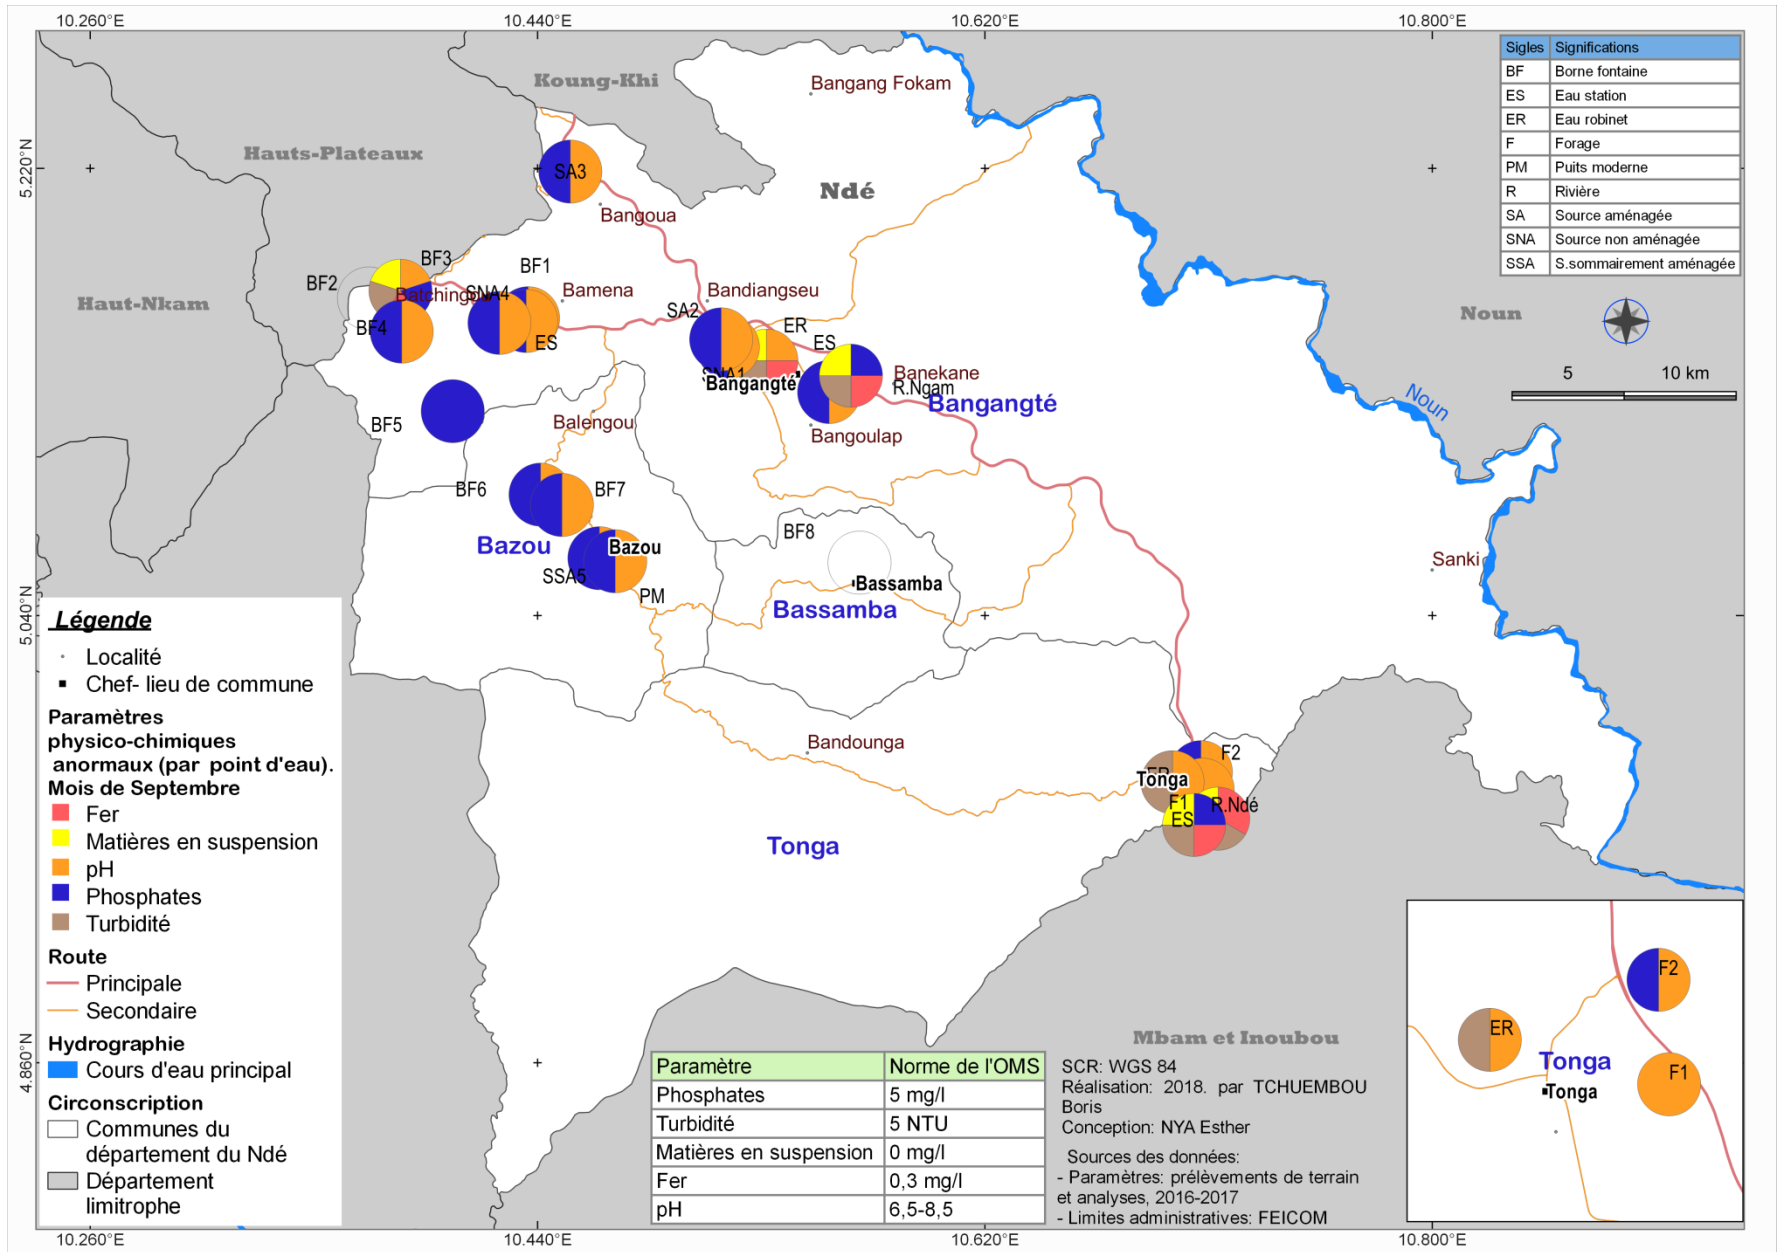 10.260°E
10.440°E
10.620°E
10.800°E
5.220°N
5.040°N
4.860°N
Koung-Khi
Hauts-Plateaux
Haut-Nkam
Ndé
Noun
Noun
Mbam et Inoubou
Bangang Fokam
SA3
Bangoua
BF3
BF2
BF1
Bamena
Bandiangseu
SNA4
BF4
ES
SA2
ER
ES
SNA1
Bangangté
Banekane
R.Ngam
Bangangté
Bangoulap
BF5
Balengou
BF6
BF7
Bazou
Bazou
SSA5
PM
BF8
Bassamba
Bassamba
Sanki
Bandounga
F2
ER
Tonga
F1
ES
R.Ndé
Tonga
Sigles Significations
BF Borne fontaine
ES Eau station
ER Eau robinet
F Forage
PM Puits moderne
R Rivière
SA Source aménagée
SNA Source non aménagée
SSA S.sommairement aménagée
5 10 km
Légende
Localité
Chef- lieu de commune
Paramètres
physico-chimiques
anormaux (par point d'eau).
Mois de Septembre
Fer
Matières en suspension
pH
Phosphates
Turbidité
Route
Principale
Secondaire
Hydrographie
Cours d'eau principal
Circonscription
Communes du
département du Ndé
Département
limitrophe
Paramètre Norme de l'OMS
Phosphates 5 mg/l
Turbidité 5 NTU
Matières en suspension 0 mg/l
Fer 0,3 mg/l
pH 6,5-8,5
SCR: WGS 84
Réalisation: 2018. par TCHUEMBOU
Boris
Conception: NYA Esther
Sources des données:
- Paramètres: prélèvements de terrain
et analyses, 2016-2017
- Limites administratives: FEICOM
F2
ER
Tonga
F1
Tonga
10.260°E
10.440°E
10.620°E
10.800°E